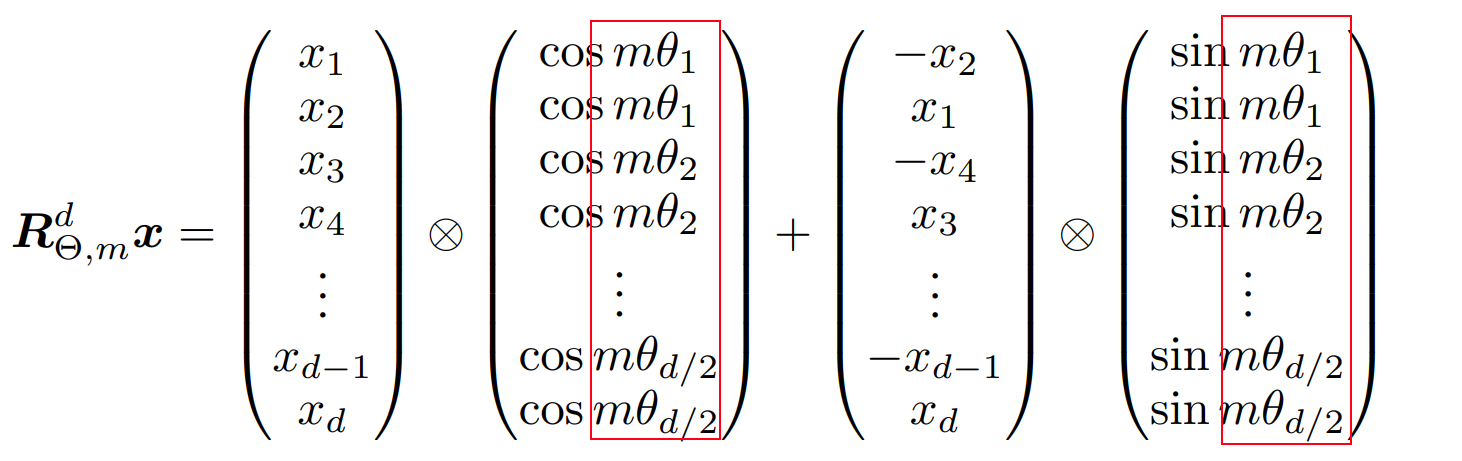 R^d_{Θ,m} x = ( x_1 x_2 x_3 x_4 ⋮ x_{d−1} x_d ) ⊗ ( cos mθ_1 cos mθ_1 cos mθ_2 cos mθ_2 ⋮ cos mθ_{d/2} cos mθ_{d/2} ) + ( −x_2 x_1 −x_4 x_3 ⋮ −x_{d−1} x_d ) ⊗ ( sin mθ_1 sin mθ_1 sin mθ_2 sin mθ_2 ⋮ sin mθ_{d/2} sin mθ_{d/2} )